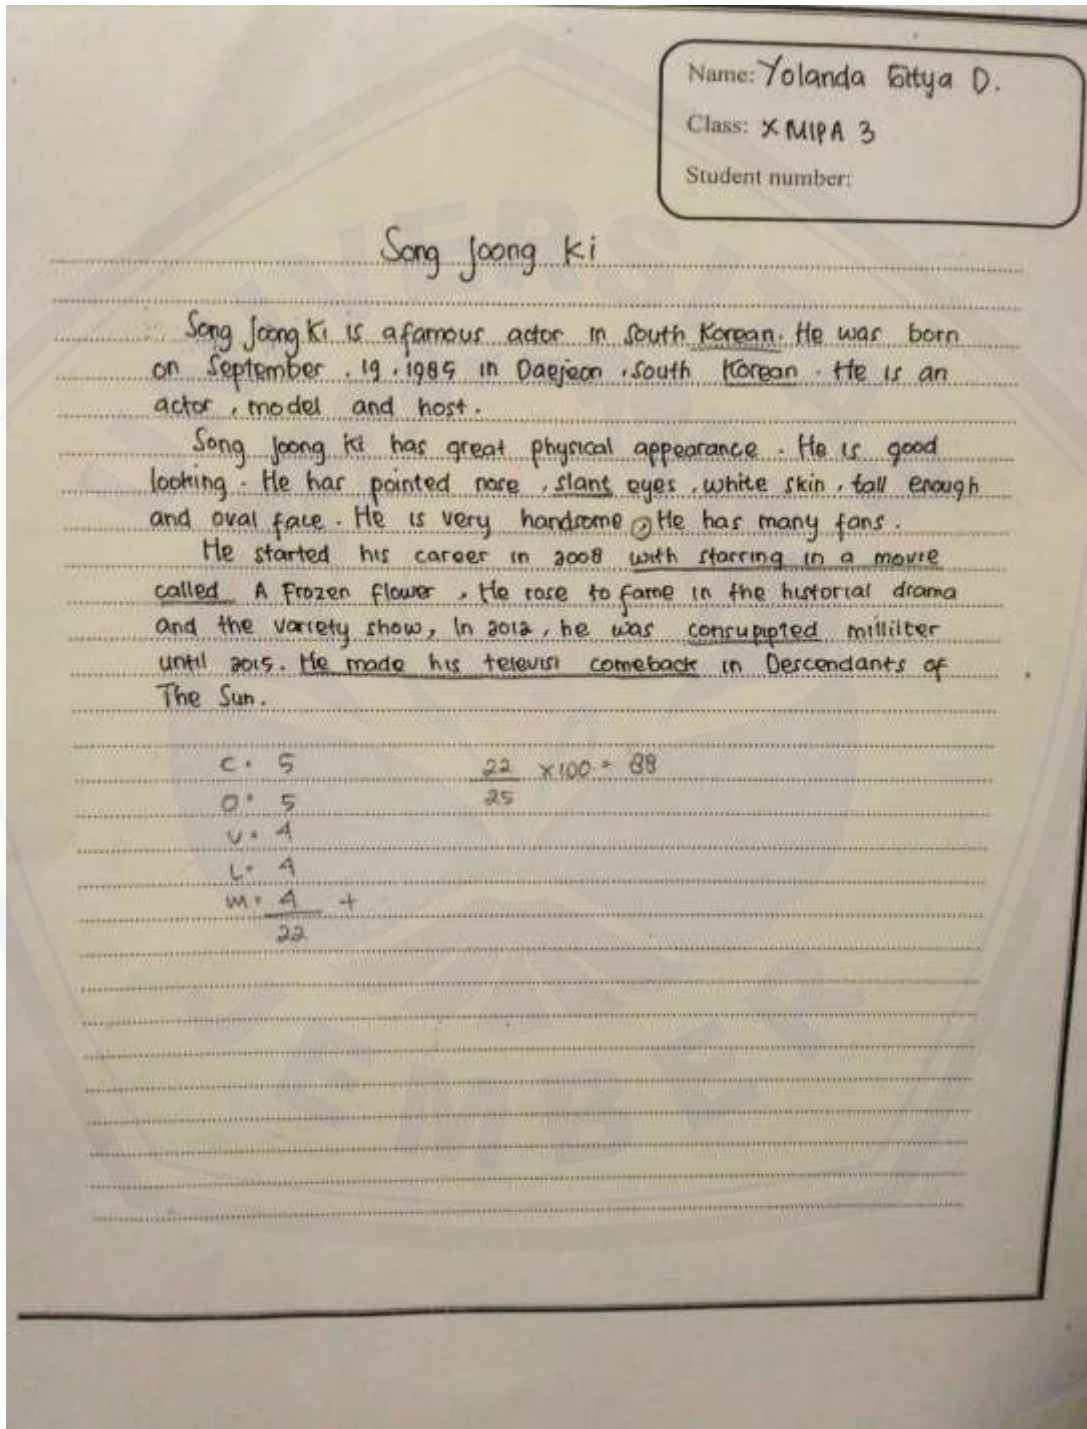 Name: Yolanda D.
Class: X MIPA 3
Student number:
Song Joong Ki
Song Joong Ki is a famous actor in South Korean. He was born
on September, 19, 1985 in Daejeon, South Korean. He is an
actor, model and host.
Song Joong Ki has great physical appearance. He is good
looking. He has pointed nose, slant eyes, white skin, tall enough
and oval face. He is very handsome, He has many fans.
He started his career in 2008 with starring in a movie
called A Frozen Flower, He rose to fame in the historial drama
and the variety show, In 2012, he was millilter
until 2015. He made his televisi comeback in Descendants of
The Sun.
C = 5
O = 5
V = 4
L = 4
M = 4 +
22
22 x100 = 88
25
UNIVERSITAS
JEMBER